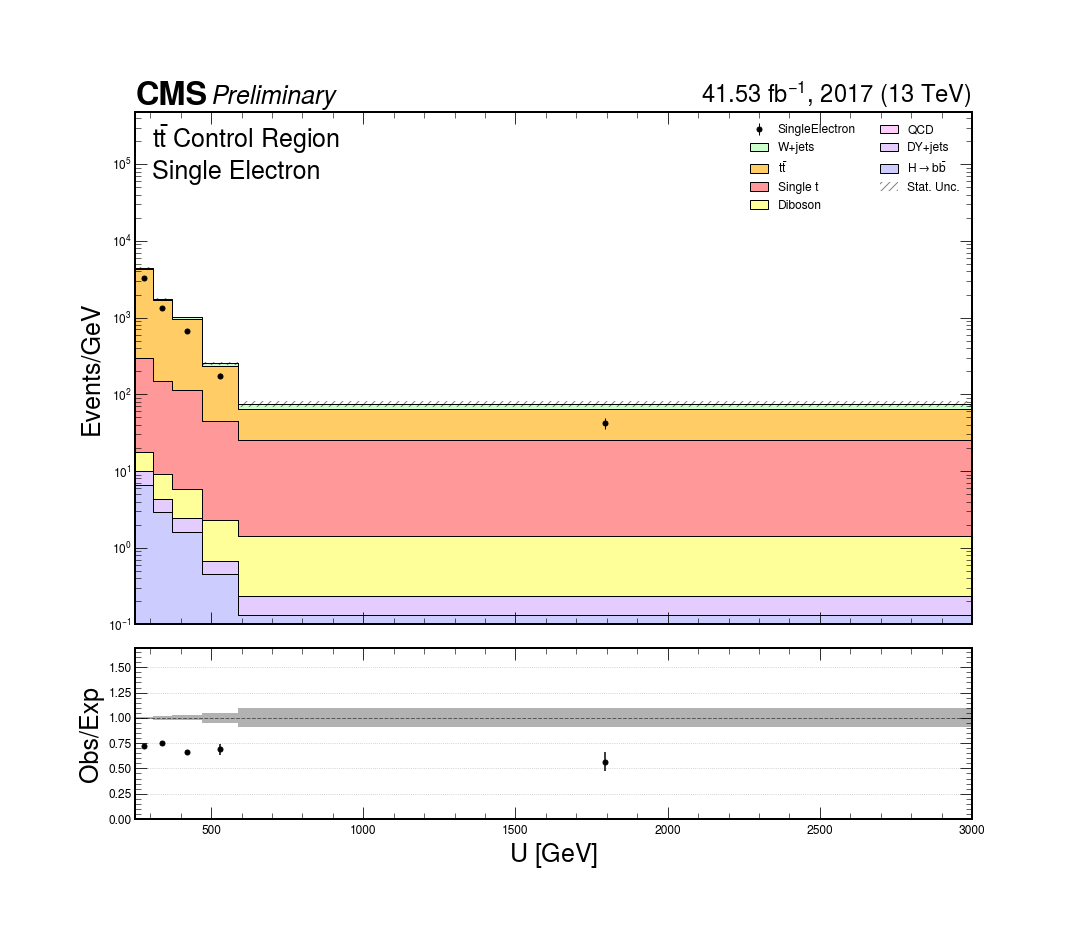 CMS Preliminary 41.53 fb⁻¹, 2017 (13 TeV)
tt̄ Control Region
Single Electron
SingleElectron
W+jets
tt̄
Single t
Diboson
QCD
DY+jets
H→bb̄
Stat. Unc.
Events/GeV
10⁵
10⁴
10³
10²
10¹
10⁰
10⁻¹
Obs/Exp
1.50
1.25
1.00
0.75
0.50
0.25
0.00
500 1000 1500 2000 2500 3000
U [GeV]